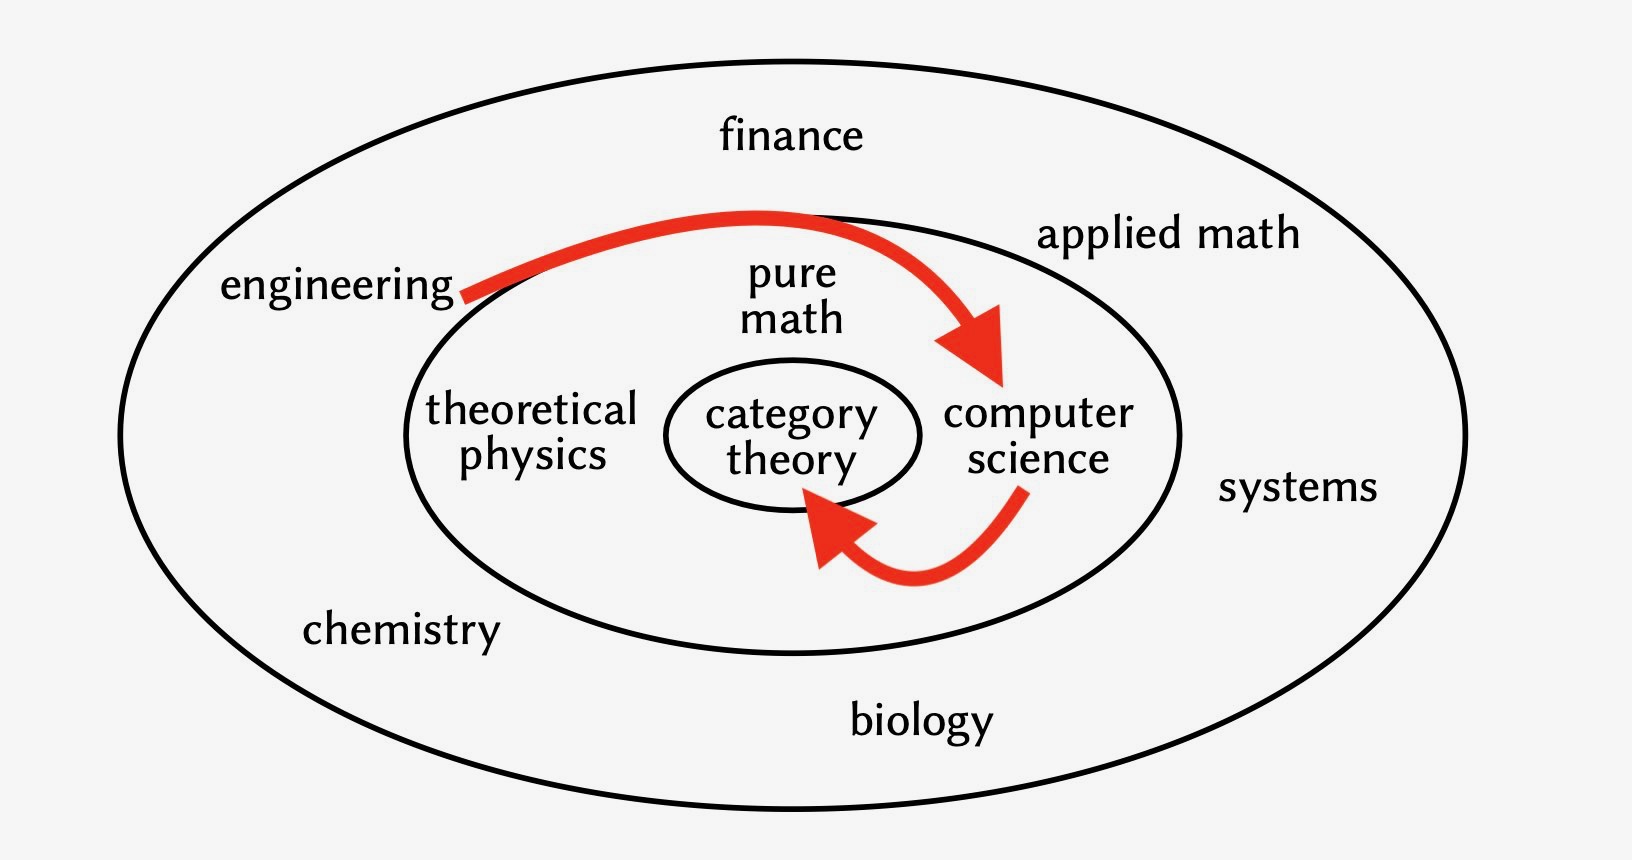 finance
applied math
engineering
pure
math
theoretical
physics
category
theory
computer
science
systems
chemistry
biology